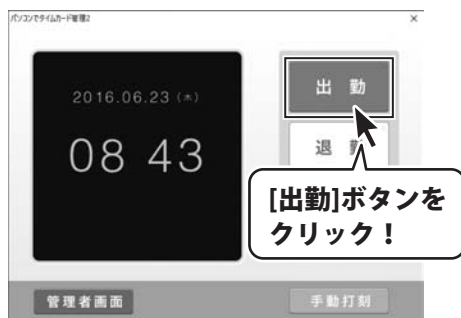 パソコンでタイムカード管理2
2016.06.23 (木)
08 43
出 勤
退
[出勤]ボタンを
クリック！
管理者画面
手動打刻